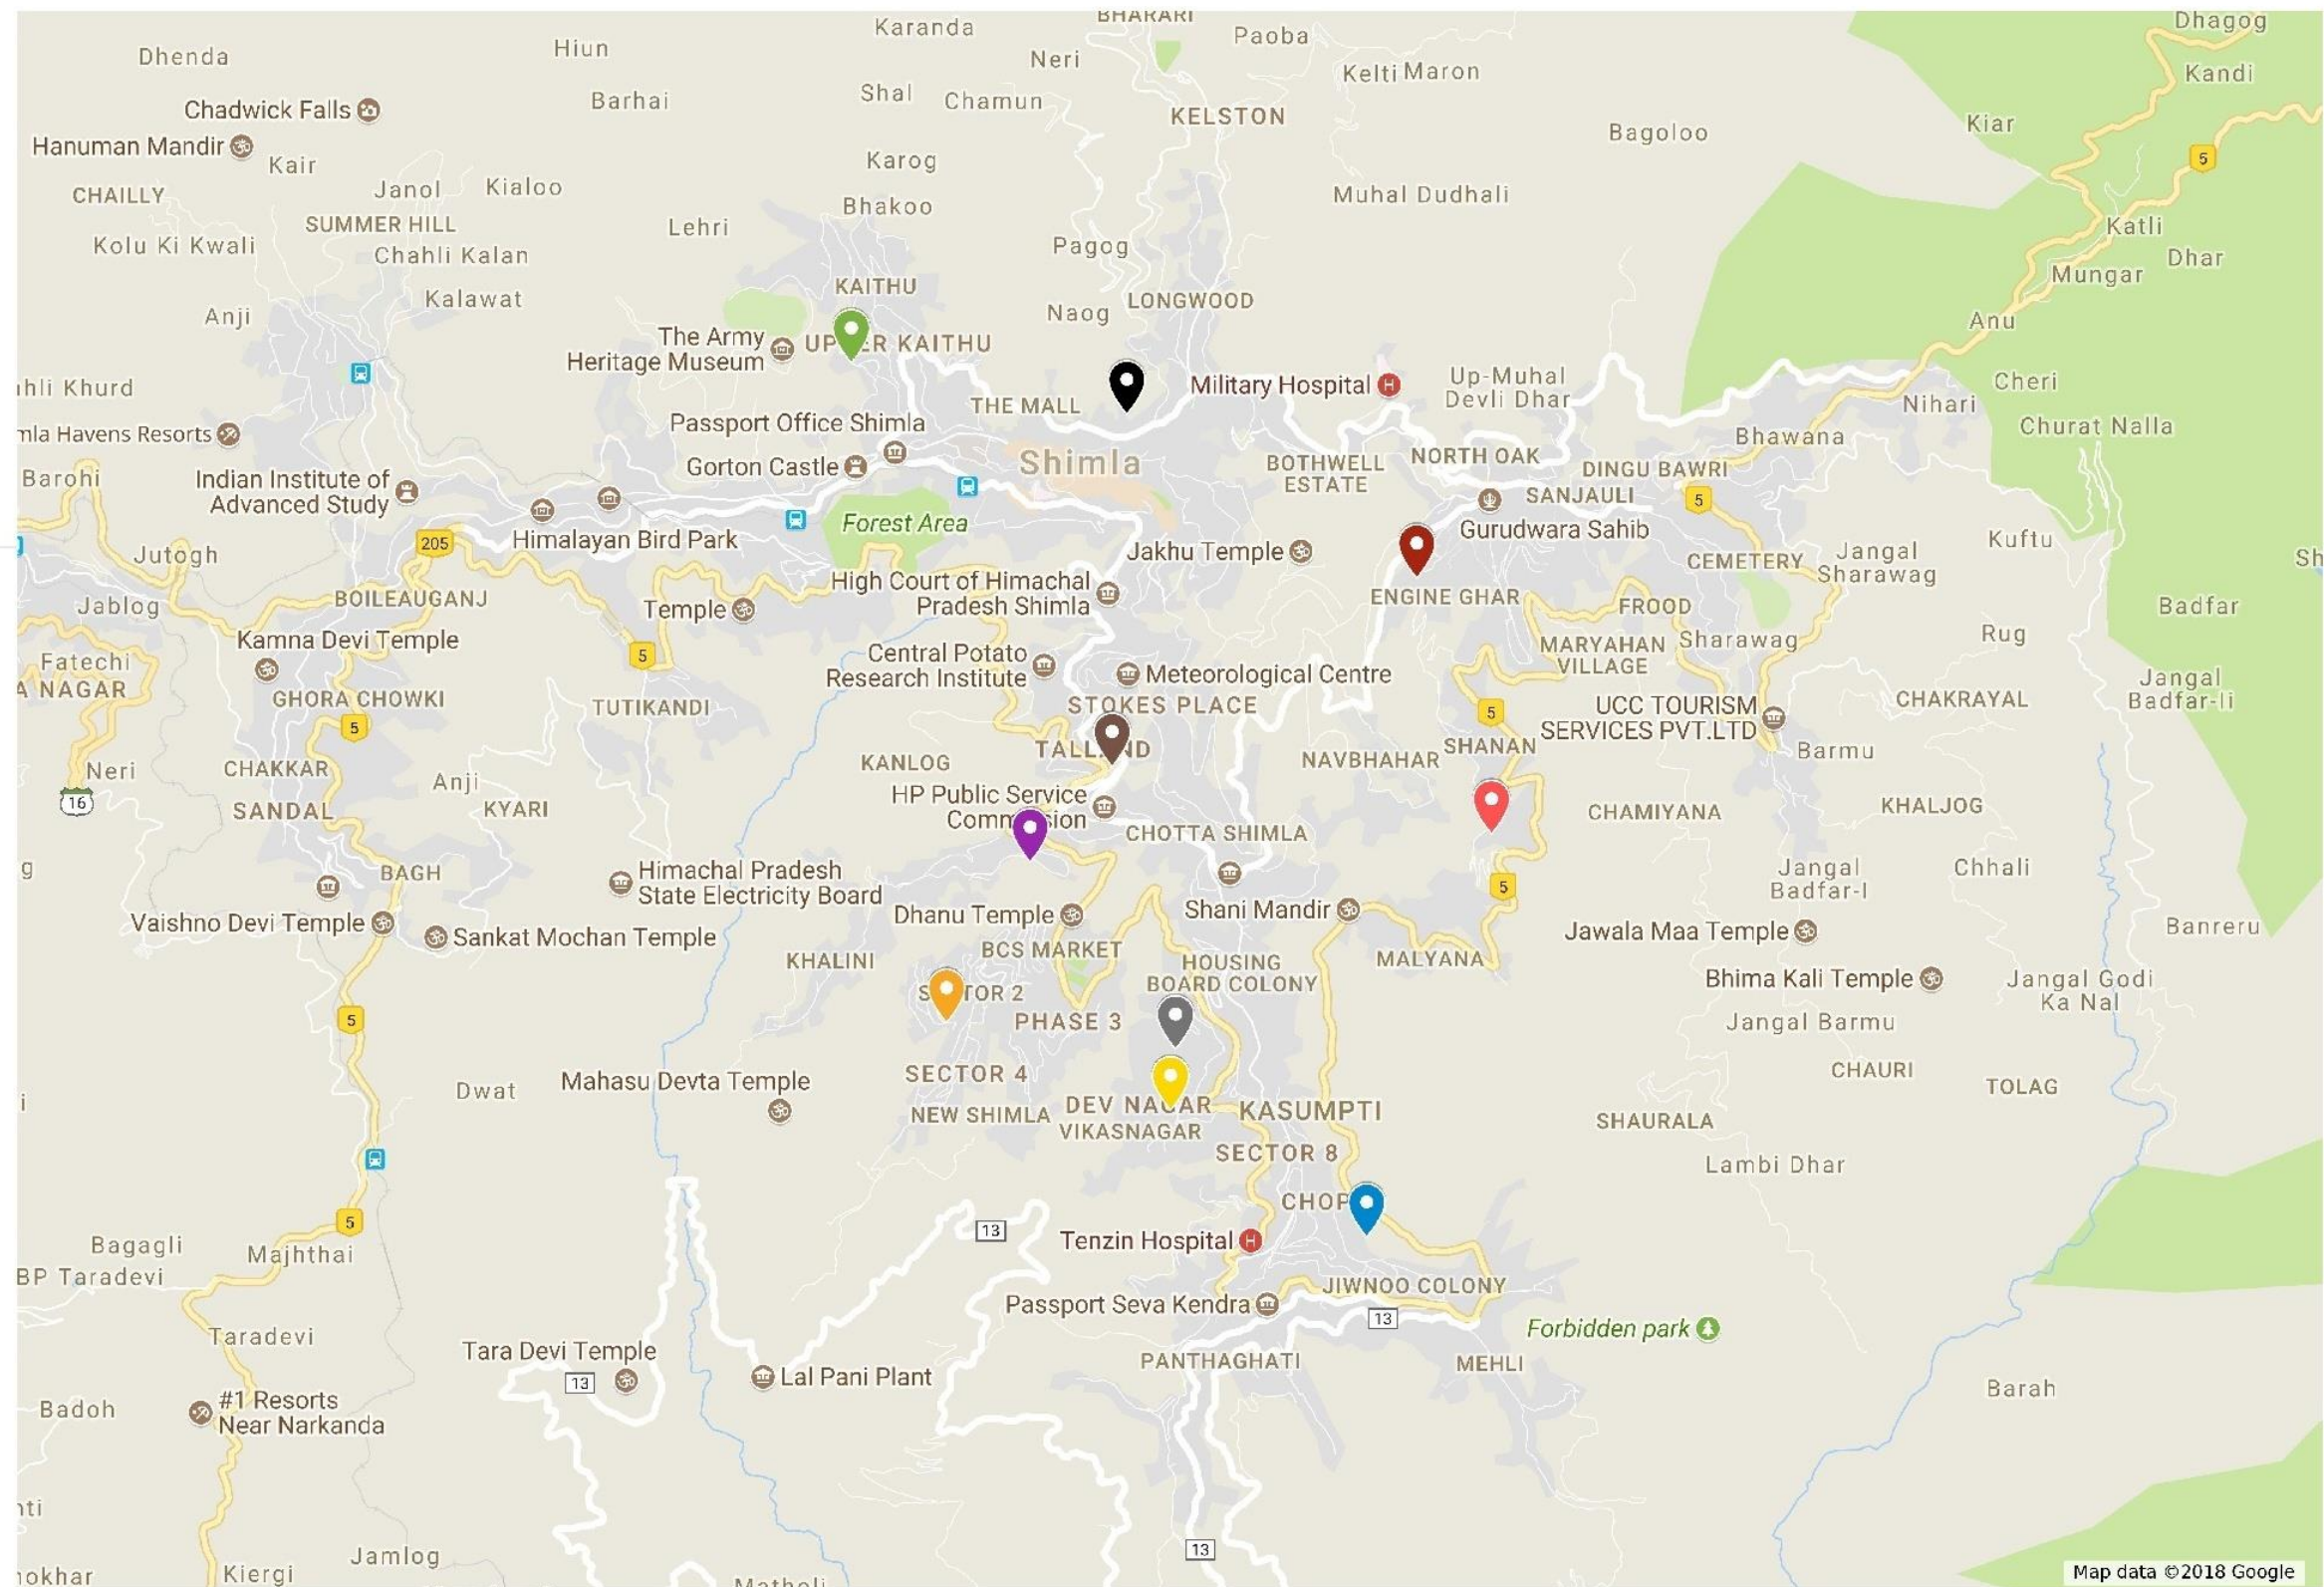 BHARARI
Dhagog
Karanda
Paoba
Hiun
Dhenda
Neri
Kelti Maron
Kandi
Barhai
Shal
Chamun
Chadwick Falls
KELSTON
Kiar
Bagoloo
Hanuman Mandir
5
Kair
Karog
Janol
Kialoo
CHAILLY
Muhal Dudhali
Bhakoo
SUMMER HILL
Lehri
Katli
Kolu Ki Kwali
Pagog
Chahli Kalan
Dhar
Mungar
KAITHU
Kalawat
LONGWOOD
Anji
Naog
Anu
The Army
Heritage Museum
UPPER KAITHU
Military Hospital
Up-Muhal
Devli Dhar
Cheri
hli Khurd
THE MALL
Nihari
Passport Office Shimla
Churat Nalla
mla Havens Resorts
Bhawana
Shimla
Gorton Castle
BOTHWELL
ESTATE
NORTH OAK
DINGU BAWRI
Barohi
Indian Institute of
Advanced Study
SANJAULI
5
Forest Area
Gurudwara Sahib
205
Himalayan Bird Park
Jutogh
Jakhu Temple
CEMETERY
Jangal
Sharawag
Kuftu
Sh
High Court of Himachal
Pradesh Shimla
Jablog
BOILEAUGANJ
Temple
ENGINE GHAR
FROOD
Badfar
Kamna Devi Temple
MARYAHAN
VILLAGE
Sharawag
Rug
5
Fatechi
Central Potato
Research Institute
Meteorological Centre
A NAGAR
GHORA CHOWKI
TUTIKANDI
STOKES PLACE
UCC TOURISM
SERVICES PVT.LTD
CHAKRAYAL
Jangal
Badfar-Ii
5
5
TALLAND
SHANAN
Barmu
KANLOG
NAVBHAHAR
Neri
CHAKKAR
Anji
16
SANDAL
KYARI
HP Public Service
Commission
CHAMIYANA
KHALJOG
CHOTTA SHIMLA
g
BAGH
Himachal Pradesh
State Electricity Board
5
Jangal
Badfar-I
Chhali
Vaishno Devi Temple
Sankat Mochan Temple
Dhanu Temple
Shani Mandir
Jawala Maa Temple
Banreru
KHALINI
BCS MARKET
HOUSING
BOARD COLONY
MALYANA
Bhima Kali Temple
Jangal Godi
Ka Nal
SECTOR 2
5
PHASE 3
Jangal Barmu
Dwat
Mahasu Devta Temple
SECTOR 4
CHAURI
TOLAG
i
NEW SHIMLA
DEV NAGAR
KASUMPTI
VIKASNAGAR
SHAURALA
SECTOR 8
Lambi Dhar
CHOP
5
13
Bagagli
Majhthai
Tenzin Hospital
BP Taradevi
JIWNOO COLONY
Passport Seva Kendra
13
Taradevi
Forbidden park
Tara Devi Temple
13
Lal Pani Plant
PANTHAGHATI
MEHLI
Barah
#1 Resorts
Near Narkanda
Badoh
nti
13
Jamlog
Kiergi
nokhar
Matholi
Map data ©2018 Google